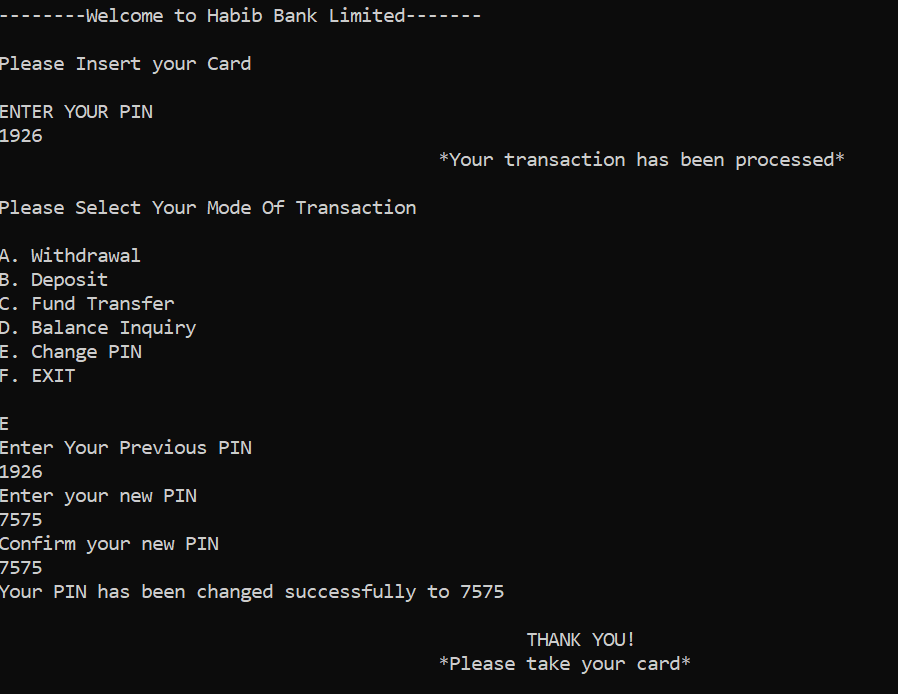 --------Welcome to Habib Bank Limited-------
Please Insert your Card
ENTER YOUR PIN
1926
*Your transaction has been processed*
Please Select Your Mode Of Transaction
A. Withdrawal
B. Deposit
C. Fund Transfer
D. Balance Inquiry
E. Change PIN
F. EXIT
E
Enter Your Previous PIN
1926
Enter your new PIN
7575
Confirm your new PIN
7575
Your PIN has been changed successfully to 7575
THANK YOU!
*Please take your card*